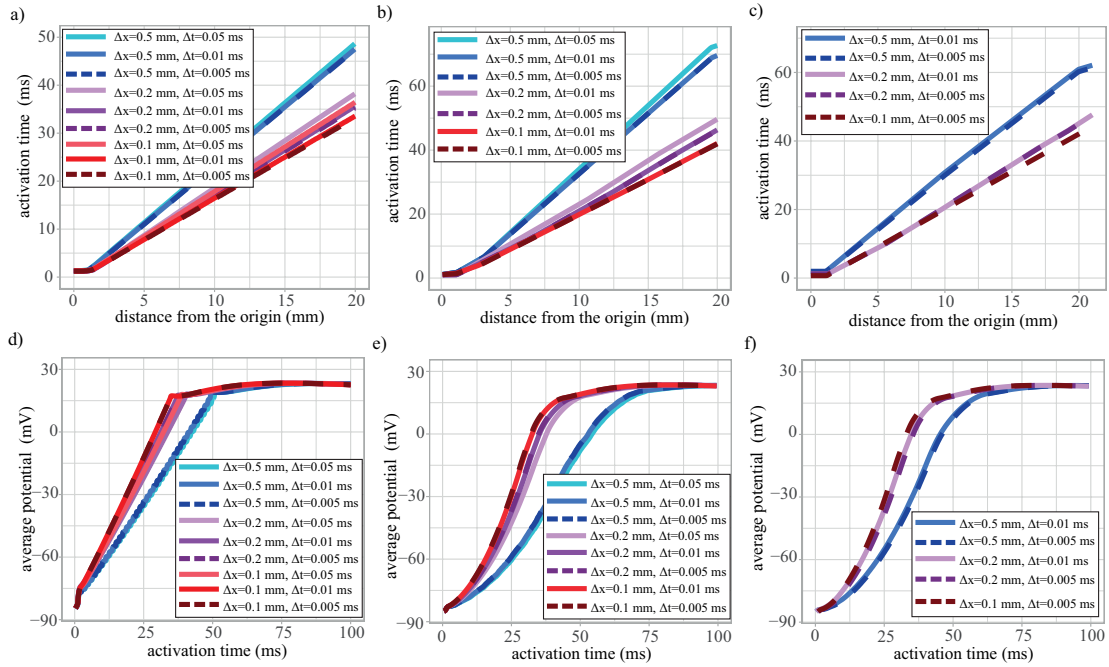 a)
activation time (ms)
50
40
30
20
10
0
Δx=0.5 mm, Δt=0.05 ms
Δx=0.5 mm, Δt=0.01 ms
Δx=0.5 mm, Δt=0.005 ms
Δx=0.2 mm, Δt=0.05 ms
Δx=0.2 mm, Δt=0.01 ms
Δx=0.2 mm, Δt=0.005 ms
Δx=0.1 mm, Δt=0.05 ms
Δx=0.1 mm, Δt=0.01 ms
Δx=0.1 mm, Δt=0.005 ms
0 5 10 15 20
distance from the origin (mm)
b)
activation time (ms)
80
60
40
20
0
Δx=0.5 mm, Δt=0.05 ms
Δx=0.5 mm, Δt=0.01 ms
Δx=0.5 mm, Δt=0.005 ms
Δx=0.2 mm, Δt=0.01 ms
Δx=0.2 mm, Δt=0.005 ms
Δx=0.1 mm, Δt=0.01 ms
Δx=0.1 mm, Δt=0.005 ms
0 5 10 15 20
distance from the origin (mm)
c)
activation time (ms)
60
40
20
0
Δx=0.5 mm, Δt=0.01 ms
Δx=0.5 mm, Δt=0.005 ms
Δx=0.2 mm, Δt=0.01 ms
Δx=0.2 mm, Δt=0.005 ms
Δx=0.1 mm, Δt=0.005 ms
0 5 10 15 20
distance from the origin (mm)
d)
average potential (mV)
30
0
−30
−60
−90
Δx=0.5 mm, Δt=0.05 ms
Δx=0.5 mm, Δt=0.01 ms
Δx=0.5 mm, Δt=0.005 ms
Δx=0.2 mm, Δt=0.05 ms
Δx=0.2 mm, Δt=0.01 ms
Δx=0.2 mm, Δt=0.005 ms
Δx=0.1 mm, Δt=0.05 ms
Δx=0.1 mm, Δt=0.01 ms
Δx=0.1 mm, Δt=0.005 ms
0 25 50 75 100
activation time (ms)
e)
average potential (mV)
30
0
−30
−60
−90
Δx=0.5 mm, Δt=0.05 ms
Δx=0.5 mm, Δt=0.01 ms
Δx=0.5 mm, Δt=0.005 ms
Δx=0.2 mm, Δt=0.05 ms
Δx=0.2 mm, Δt=0.01 ms
Δx=0.2 mm, Δt=0.005 ms
Δx=0.1 mm, Δt=0.01 ms
Δx=0.1 mm, Δt=0.005 ms
0 25 50 75 100
activation time (ms)
f)
average potential (mV)
30
0
−30
−60
−90
Δx=0.5 mm, Δt=0.01 ms
Δx=0.5 mm, Δt=0.005 ms
Δx=0.2 mm, Δt=0.01 ms
Δx=0.2 mm, Δt=0.005 ms
Δx=0.1 mm, Δt=0.005 ms
0 25 50 75 100
activation time (ms)